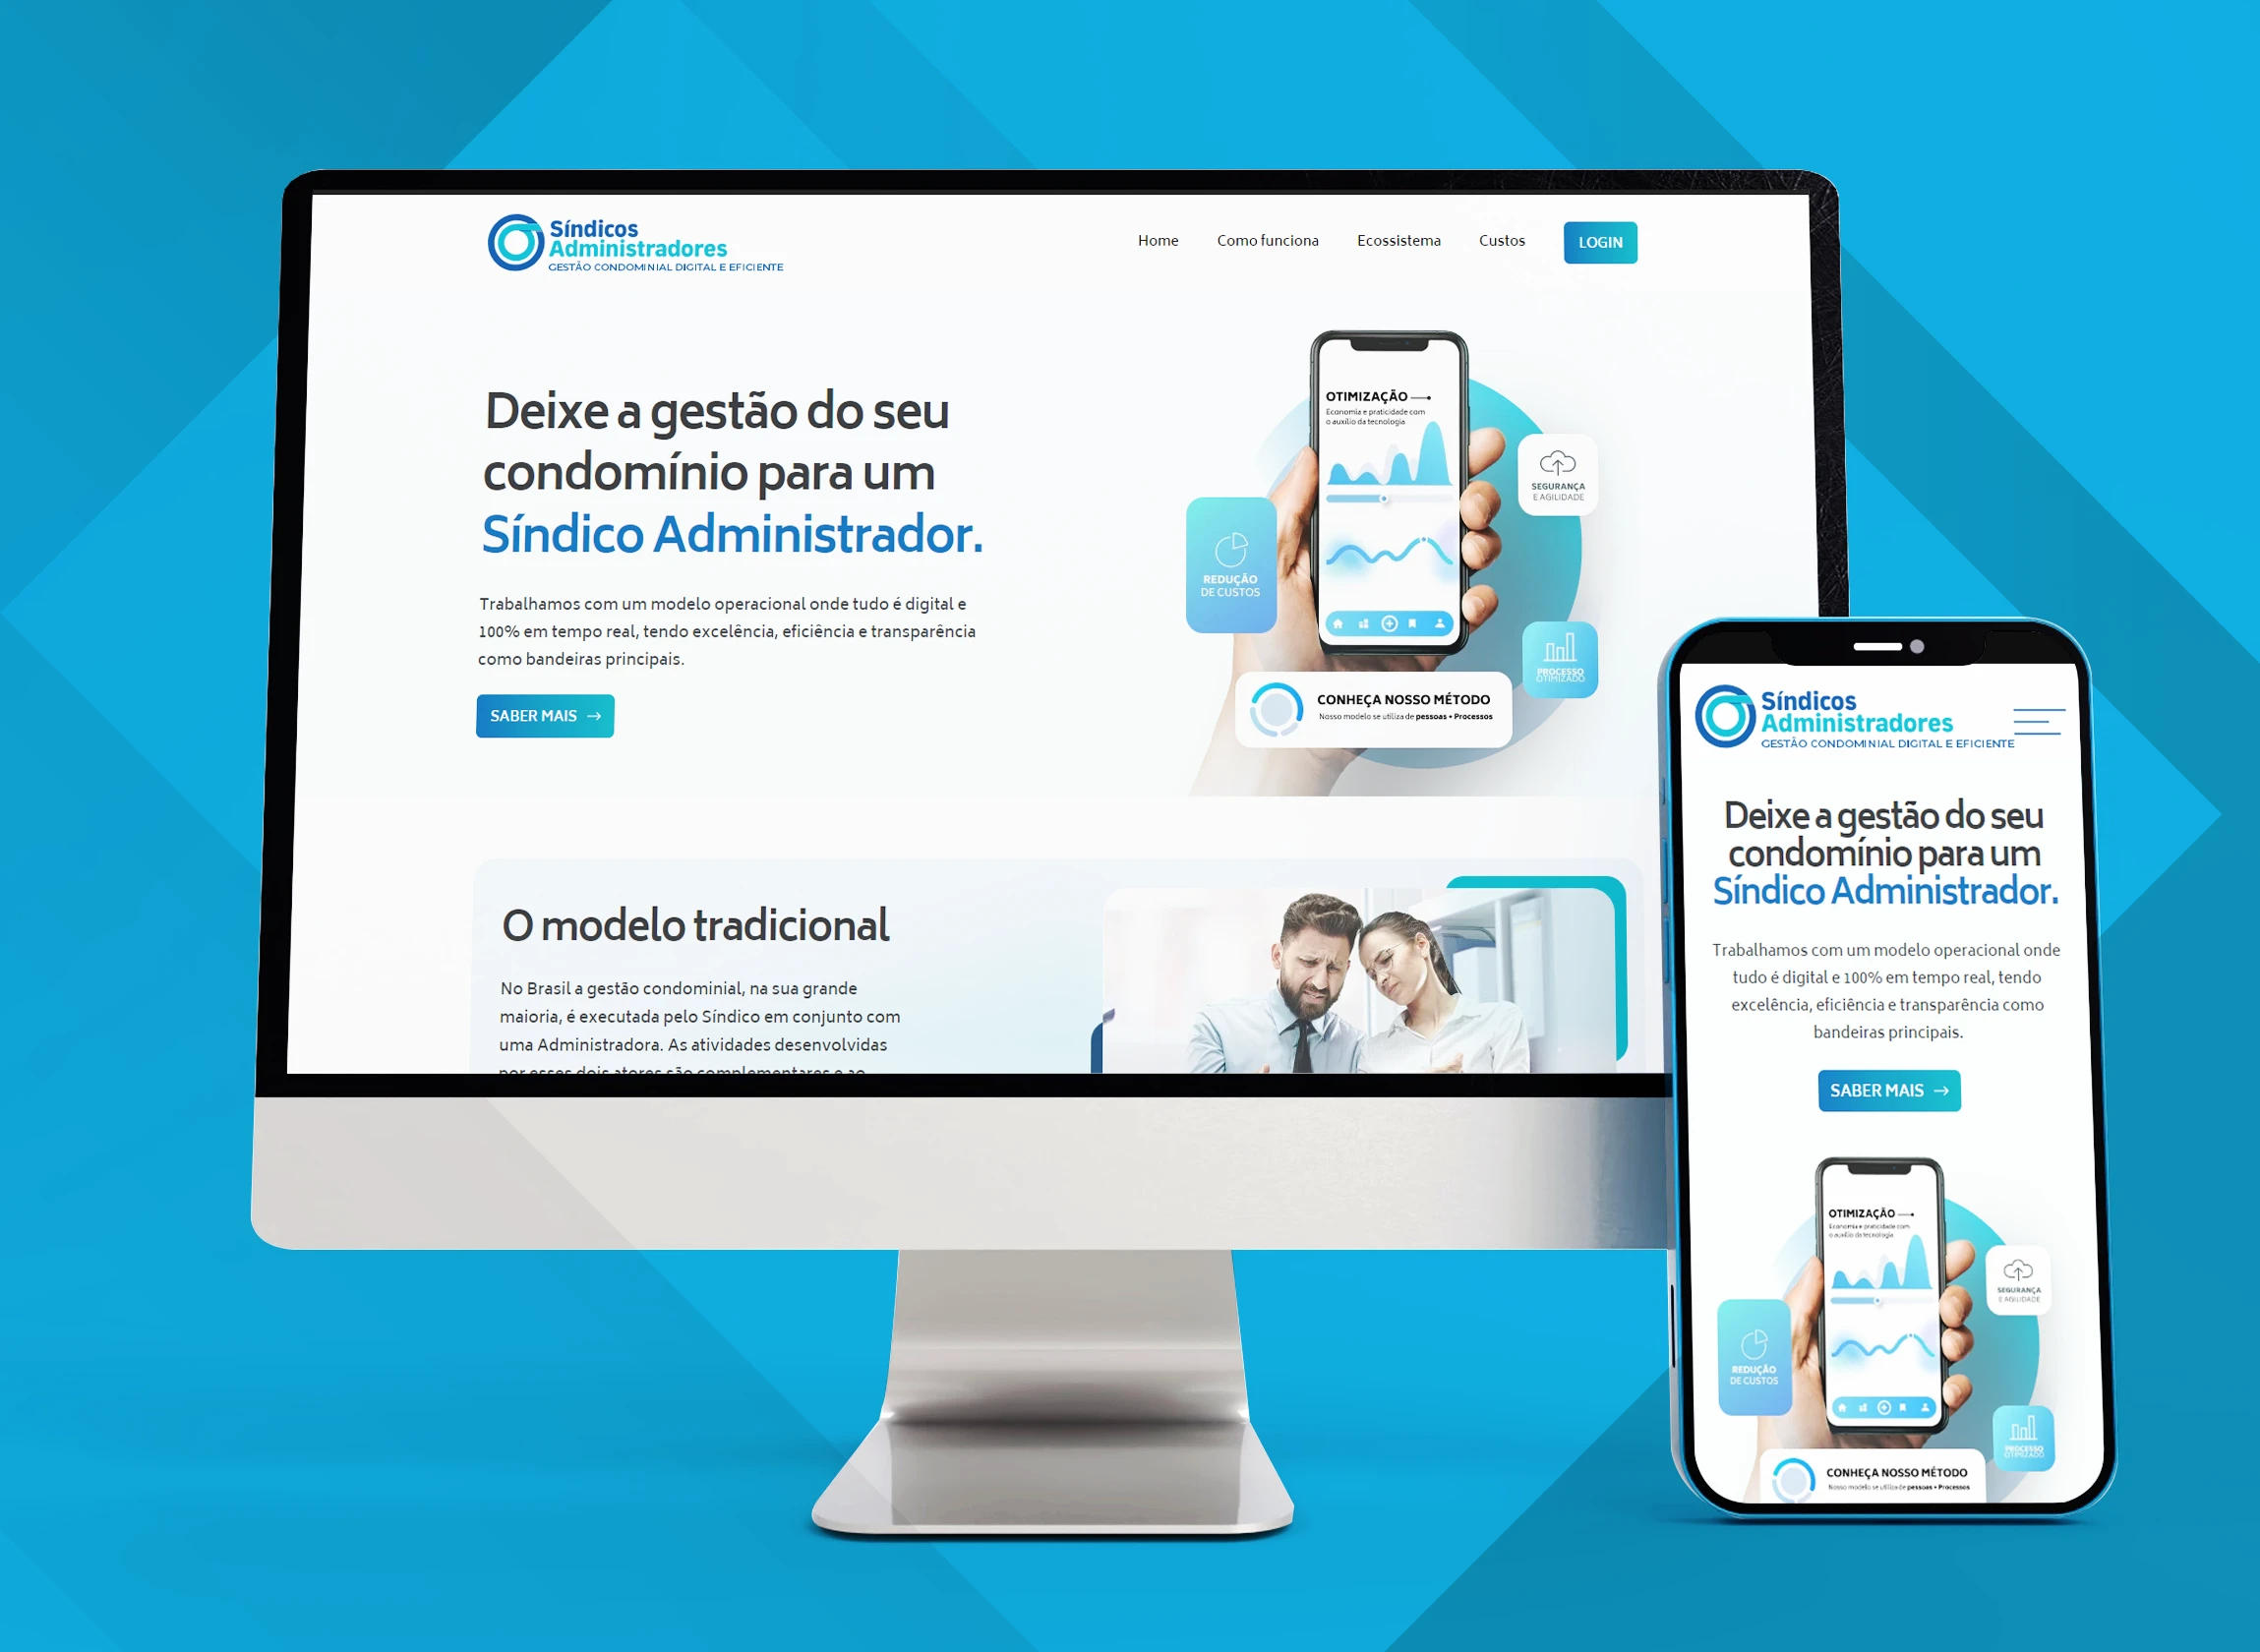 Síndicos
Administradores
GESTÃO CONDOMINIAL DIGITAL E EFICIENTE
Home
Como funciona
Ecossistema
Custos
LOGIN
Deixe a gestão do seu
condomínio para um
Síndico Administrador.
Trabalhamos com um modelo operacional onde tudo é digital e
100% em tempo real, tendo excelência, eficiência e transparência
como bandeiras principais.
SABER MAIS
OTIMIZAÇÃO
Economia e praticidade com
o auxílio da tecnologia
SEGURANÇA
E AGILIDADE
REDUÇÃO
DE CUSTOS
PROCESSO
OTIMIZADO
CONHEÇA NOSSO MÉTODO
Nosso modelo se utiliza de pessoas + Processos
O modelo tradicional
No Brasil a gestão condominial, na sua grande
maioria, é executada pelo Síndico em conjunto com
uma Administradora. As atividades desenvolvidas
por esses dois atores são complementares e ao
Síndicos
Administradores
GESTÃO CONDOMINIAL DIGITAL E EFICIENTE
Deixe a gestão do seu
condomínio para um
Síndico Administrador.
Trabalhamos com um modelo operacional onde
tudo é digital e 100% em tempo real, tendo
excelência, eficiência e transparência como
bandeiras principais.
SABER MAIS
OTIMIZAÇÃO
Economia e praticidade com
o auxílio da tecnologia
SEGURANÇA
E AGILIDADE
REDUÇÃO
DE CUSTOS
PROCESSO
OTIMIZADO
CONHEÇA NOSSO MÉTODO
Nosso modelo se utiliza de pessoas + Processos